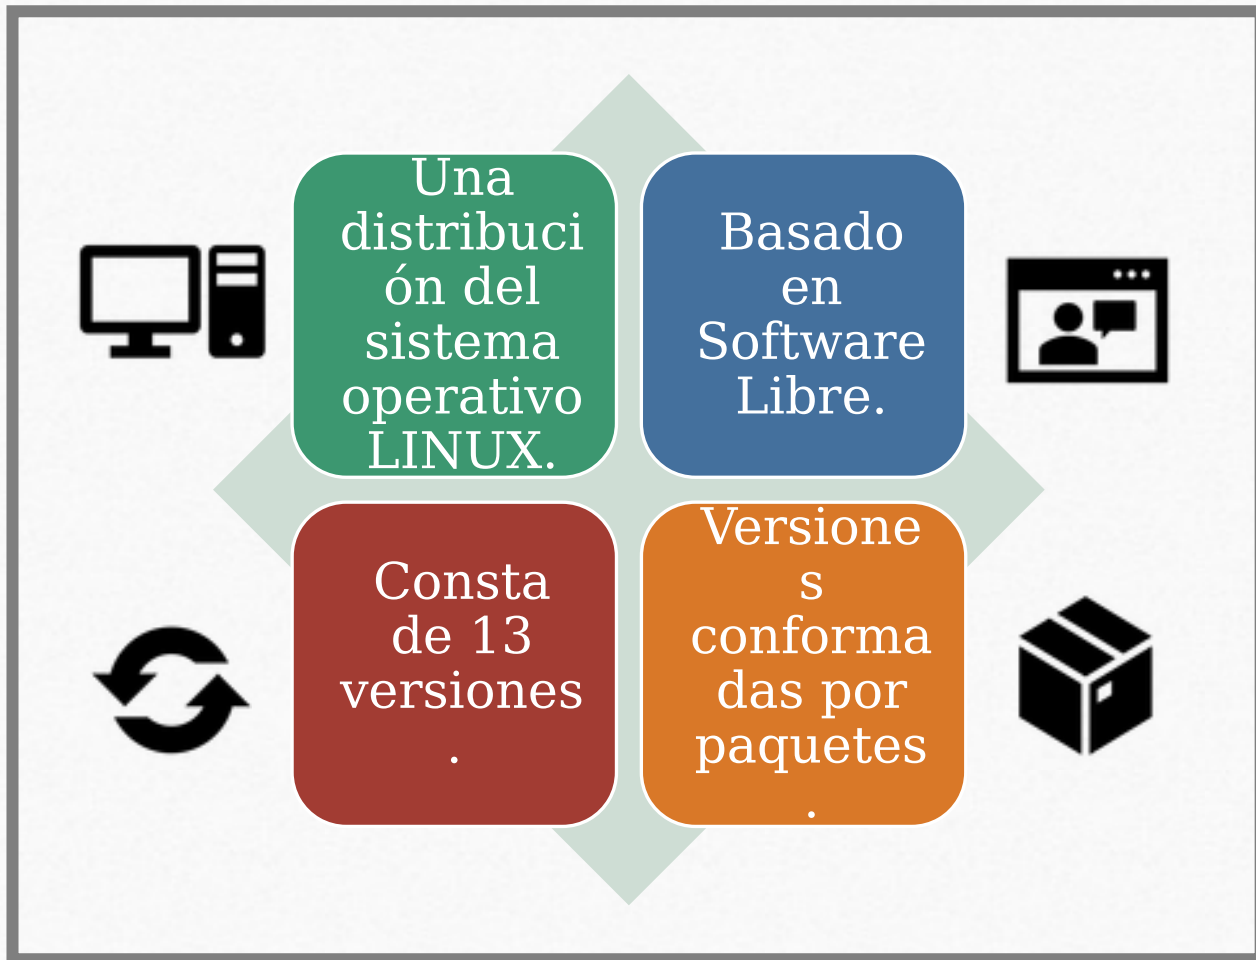 Una
distribuci
ón del
sistema
operativo
LINUX.
Basado
en
Software
Libre.
Consta
de 13
versiones
.
Versione
s
conforma
das por
paquetes
.